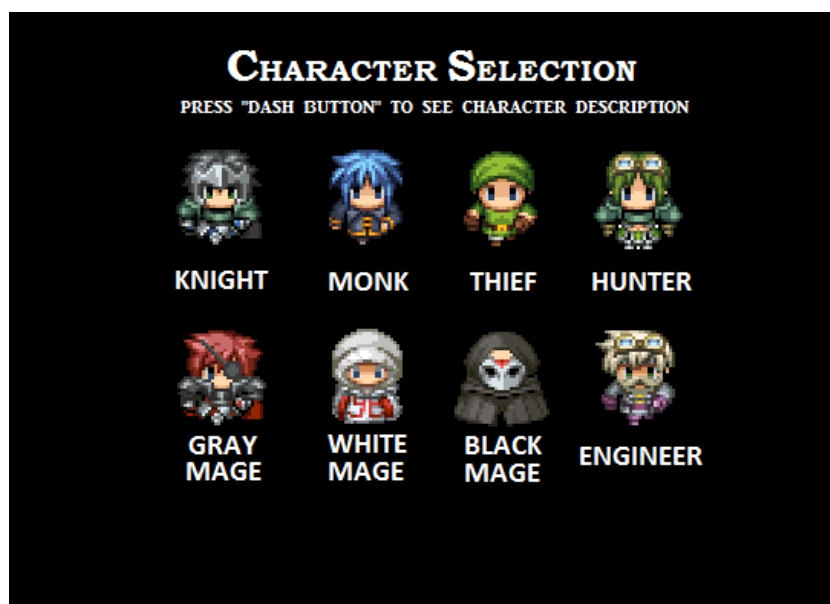 CHARACTER SELECTION
PRESS "DASH BUTTON" TO SEE CHARACTER DESCRIPTION
KNIGHT MONK THIEF HUNTER
GRAY MAGE WHITE MAGE BLACK MAGE ENGINEER